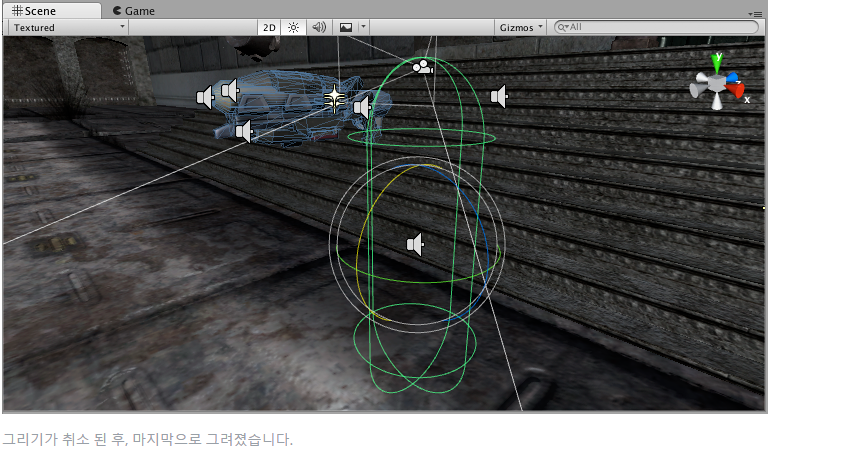 Scene
Game
Textured
2D
Gizmos
All
y
x
그리기가 취소 된 후, 마지막으로 그려졌습니다.